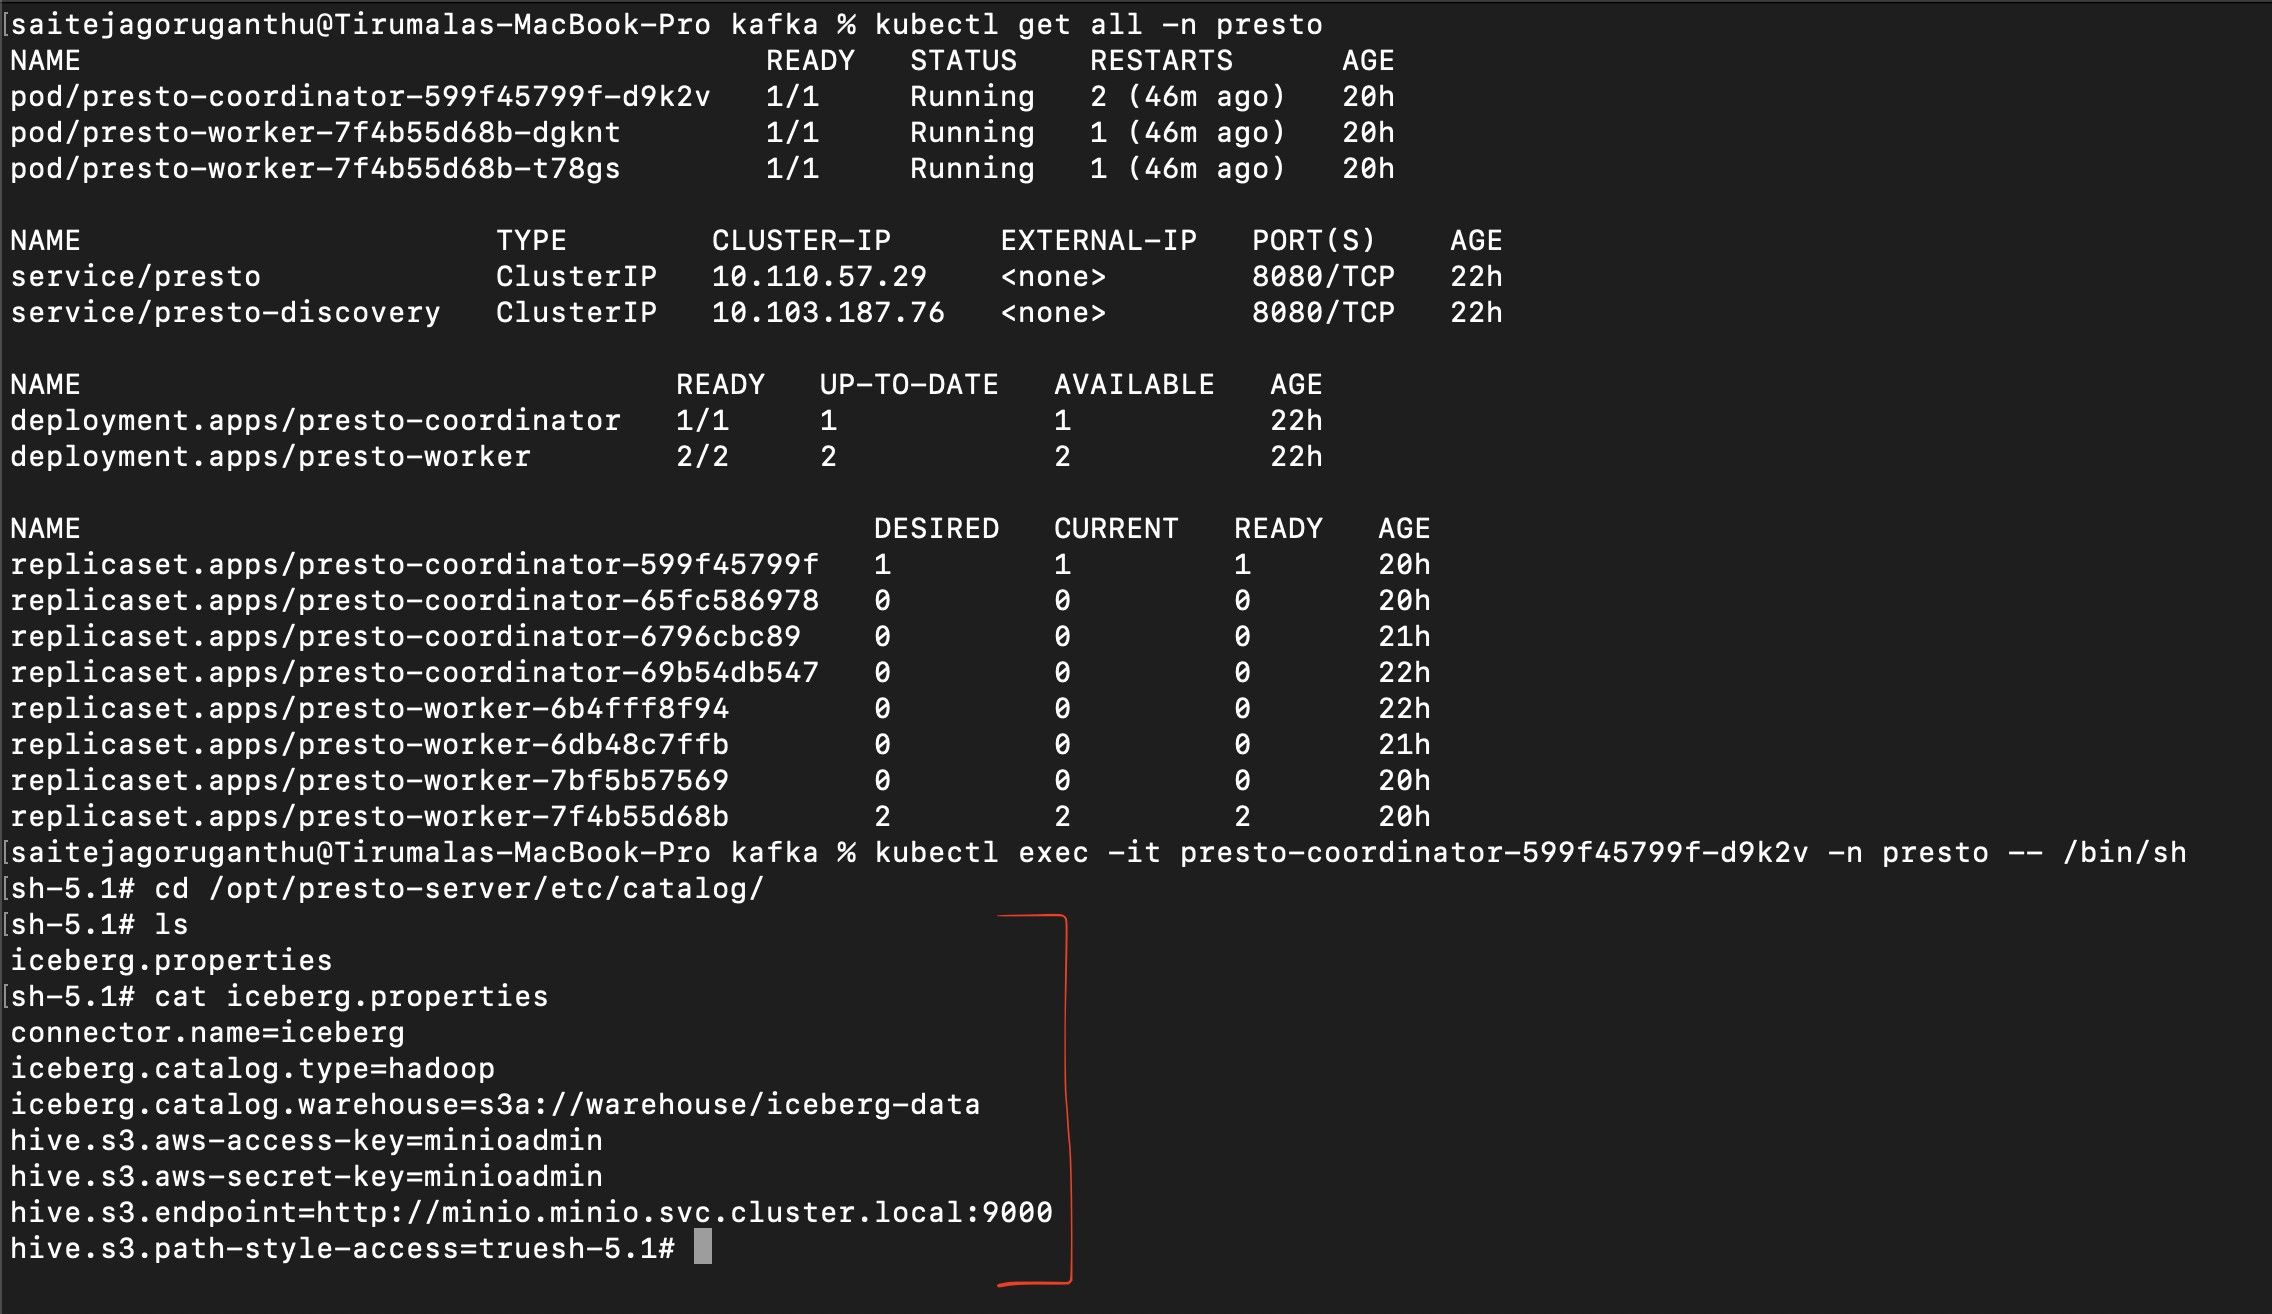 saitejagoruganthu@Tirumalas-MacBook-Pro kafka % kubectl get all -n presto
NAME READY STATUS RESTARTS AGE
pod/presto-coordinator-599f45799f-d9k2v 1/1 Running 2 (46m ago) 20h
pod/presto-worker-7f4b55d68b-dgknt 1/1 Running 1 (46m ago) 20h
pod/presto-worker-7f4b55d68b-t78gs 1/1 Running 1 (46m ago) 20h
NAME TYPE CLUSTER-IP EXTERNAL-IP PORT(S) AGE
service/presto ClusterIP 10.110.57.29 <none> 8080/TCP 22h
service/presto-discovery ClusterIP 10.103.187.76 <none> 8080/TCP 22h
NAME READY UP-TO-DATE AVAILABLE AGE
deployment.apps/presto-coordinator 1/1 1 1 22h
deployment.apps/presto-worker 2/2 2 2 22h
NAME DESIRED CURRENT READY AGE
replicaset.apps/presto-coordinator-599f45799f 1 1 1 20h
replicaset.apps/presto-coordinator-65fc586978 0 0 0 20h
replicaset.apps/presto-coordinator-6796cbc89 0 0 0 21h
replicaset.apps/presto-coordinator-69b54db547 0 0 0 22h
replicaset.apps/presto-worker-6b4fff8f94 0 0 0 22h
replicaset.apps/presto-worker-6db48c7ffb 0 0 0 21h
replicaset.apps/presto-worker-7bf5b57569 0 0 0 20h
replicaset.apps/presto-worker-7f4b55d68b 2 2 2 20h
saitejagoruganthu@Tirumalas-MacBook-Pro kafka % kubectl exec -it presto-coordinator-599f45799f-d9k2v -n presto -- /bin/sh
sh-5.1# cd /opt/presto-server/etc/catalog/
sh-5.1# ls
iceberg.properties
sh-5.1# cat iceberg.properties
connector.name=iceberg
iceberg.catalog.type=hadoop
iceberg.catalog.warehouse=s3a://warehouse/iceberg-data
hive.s3.aws-access-key=minioadmin
hive.s3.aws-secret-key=minioadmin
hive.s3.endpoint=http://minio.minio.svc.cluster.local:9000
hive.s3.path-style-access=truesh-5.1#